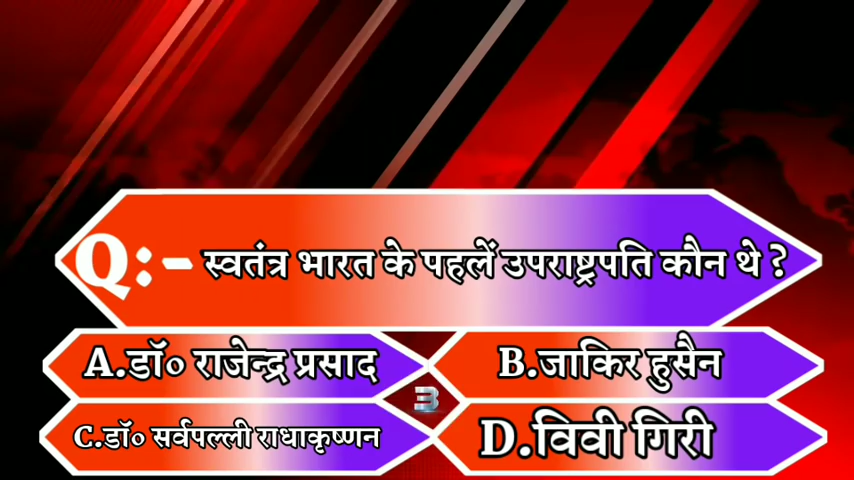 Q:- स्वतंत्र भारत के पहलें उपराष्ट्रपति कौन थे ?
A.डॉ० राजेन्द्र प्रसाद
B.जाकिर हुसैन
3
C.डॉ० सर्वपल्ली राधाकृष्णन
D.विवी गिरी